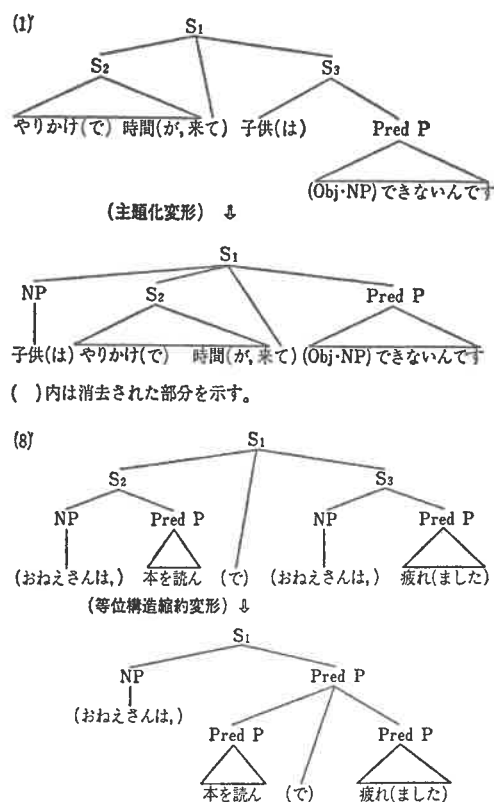 (1)'
S1
S2 S3
やりかけ(で) 時間(が,来て) 子供(は) Pred P
(Obj・NP)できないんです
(主題化変形) ⇩
S1
NP S2 Pred P
子供(は) やりかけ(で) 時間(が,来て) (Obj・NP)できないんです
( )内は消去された部分を示す。
(8)'
S1
S2 S3
NP Pred P NP Pred P
(おねえさんは,) 本を読ん (で) (おねえさんは,) 疲れ(ました)
(等位構造縮約変形) ⇩
S1
NP Pred P
(おねえさんは,)
Pred P Pred P
本を読ん (で) 疲れ(ました)